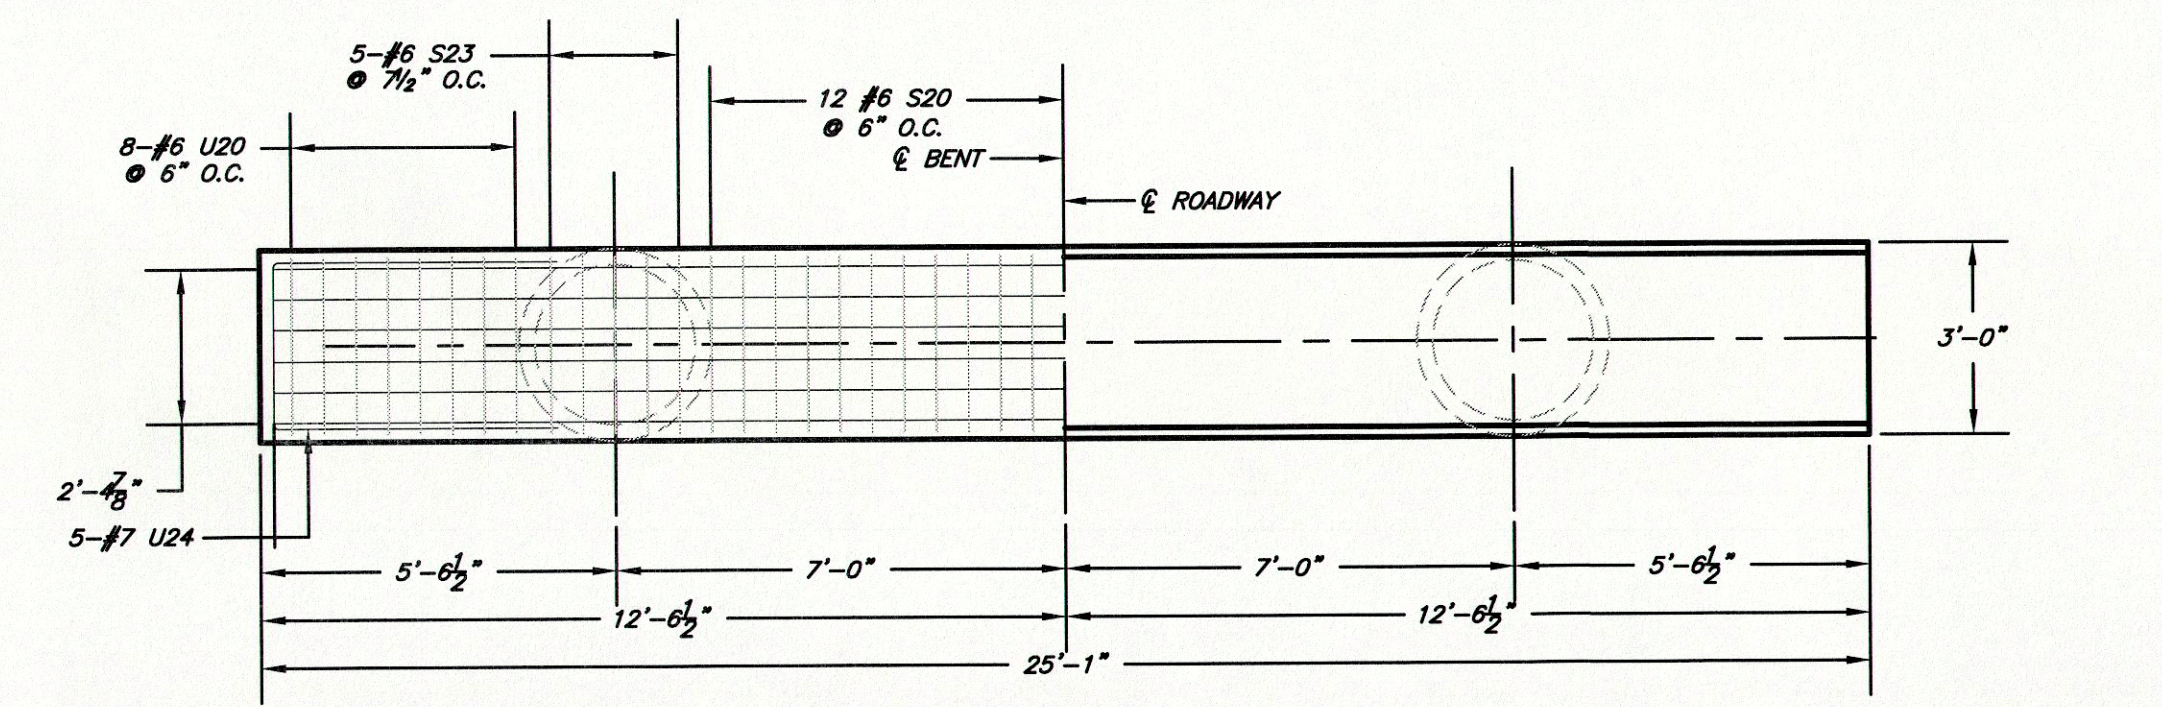 5-#6 S23
@ 7½" O.C.
12 #6 S20
@ 6" O.C.
8-#6 U20
@ 6" O.C.
℄ BENT
℄ ROADWAY
3'-0"
2'-4⅞"
5-#7 U24
5'-6½"
7'-0"
7'-0"
5'-6½"
12'-6½"
12'-6½"
25'-1"